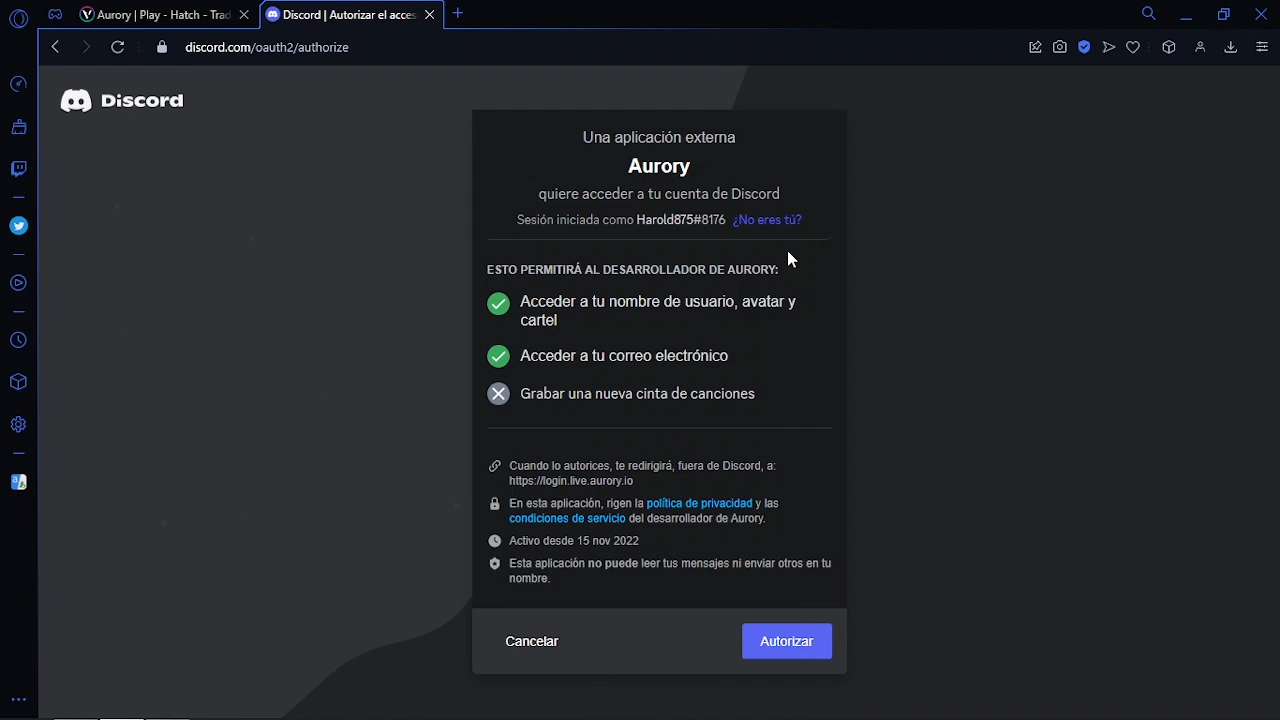 Aurory | Play - Hatch - Trad
Discord | Autorizar el acces
discord.com/oauth2/authorize
Discord
Una aplicación externa
Aurory
quiere acceder a tu cuenta de Discord
Sesión iniciada como Harold875#8176 ¿No eres tú?
ESTO PERMITIRÁ AL DESARROLLADOR DE AURORY:
Acceder a tu nombre de usuario, avatar y
cartel
Acceder a tu correo electrónico
Grabar una nueva cinta de canciones
Cuando lo autorices, te redirigirá, fuera de Discord, a:
https://login.live.aurory.io
En esta aplicación, rigen la política de privacidad y las
condiciones de servicio del desarrollador de Aurory.
Activo desde 15 nov 2022
Esta aplicación no puede leer tus mensajes ni enviar otros en tu
nombre.
Cancelar
Autorizar